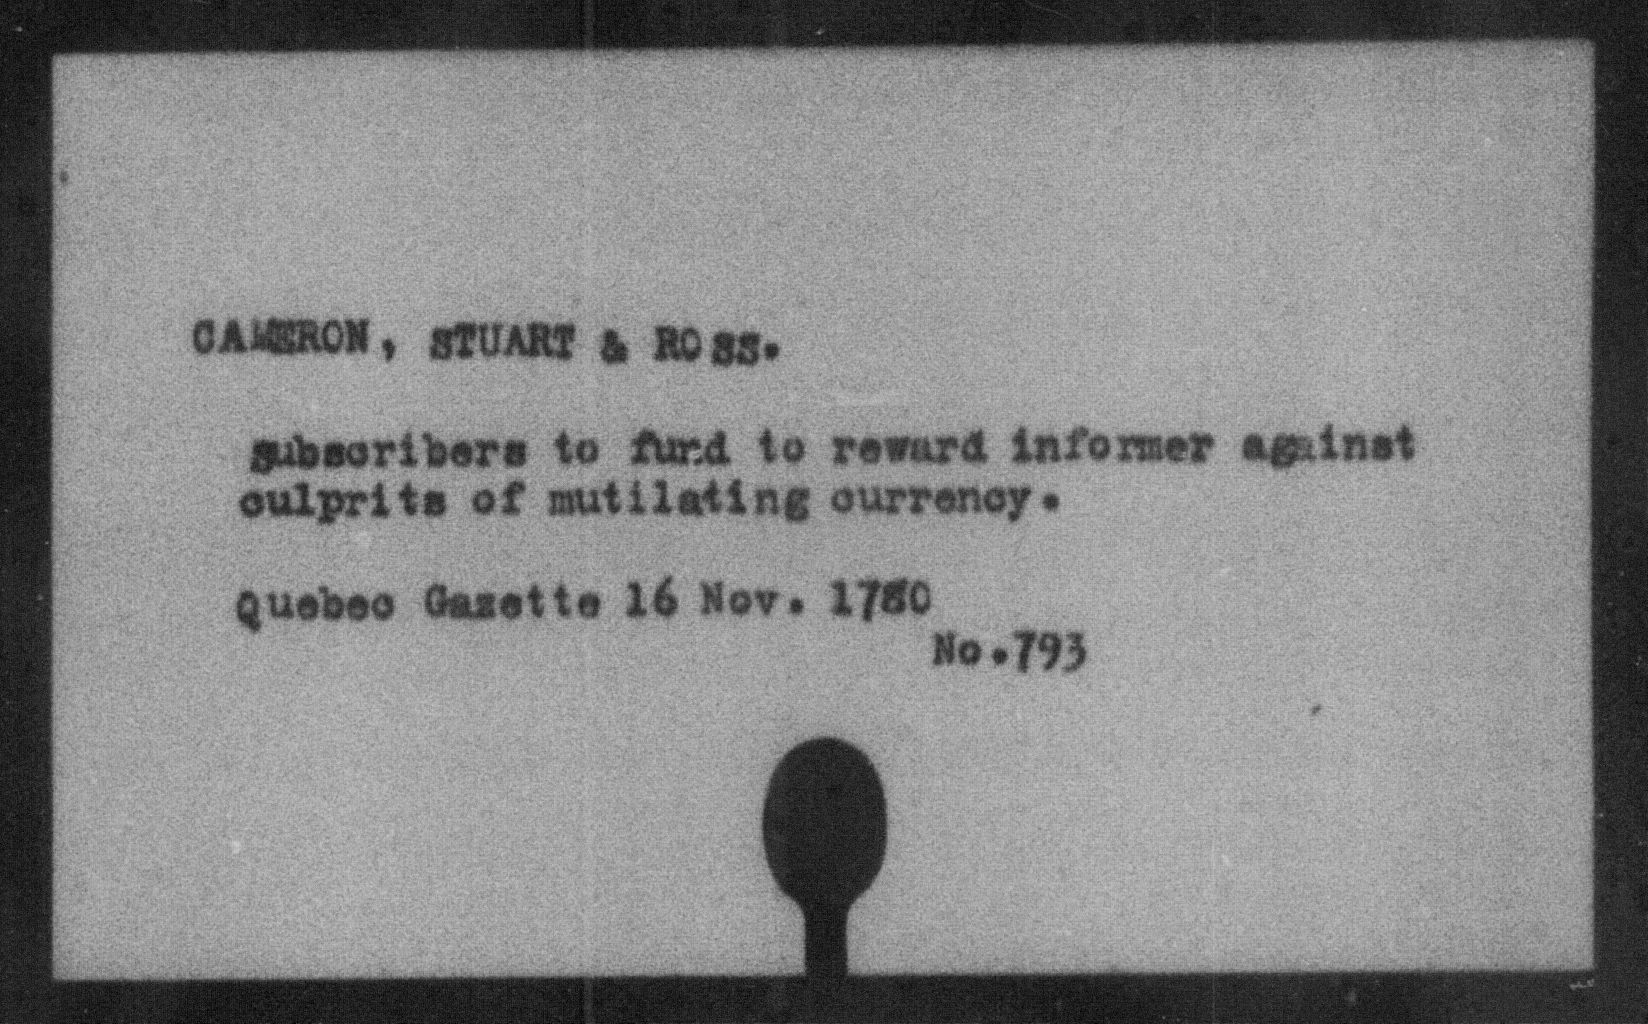 CAMERON, STUART & ROSS.
subscribers to fund to reward informer against
culprits of mutilating currency.
Quebec Gazette 16 Nov. 1780
No.793